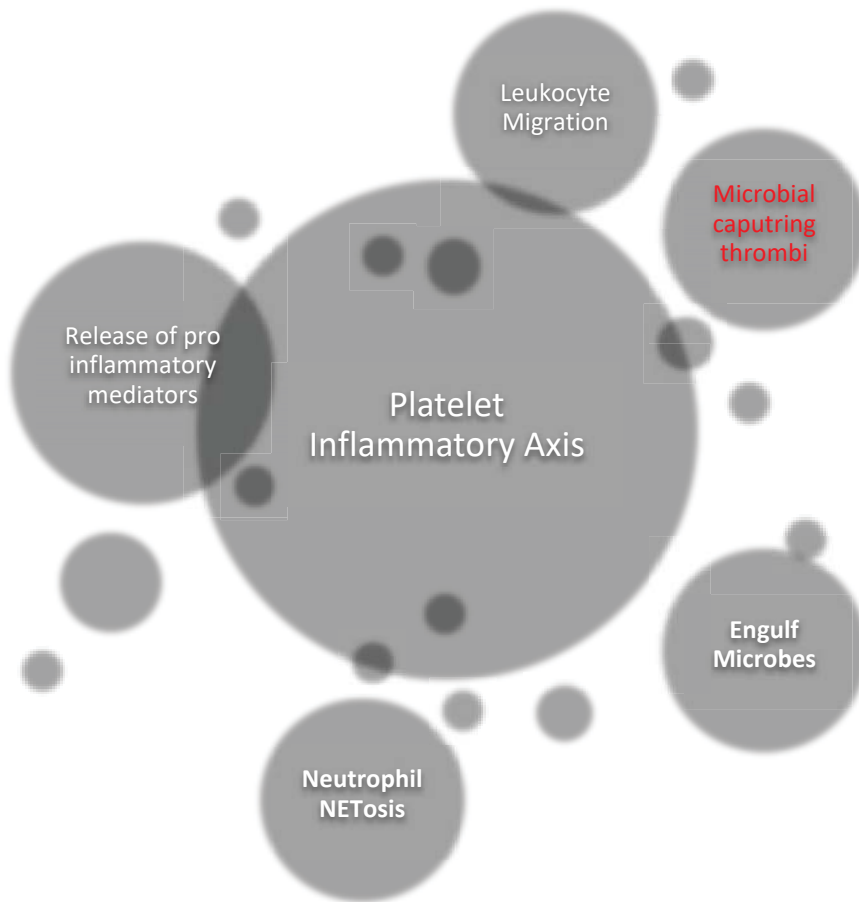 Leukocyte
Migration
Microbial
caputring
thrombi
Release of pro
inflammatory
mediators
Platelet
Inflammatory Axis
Engulf
Microbes
Neutrophil
NETosis